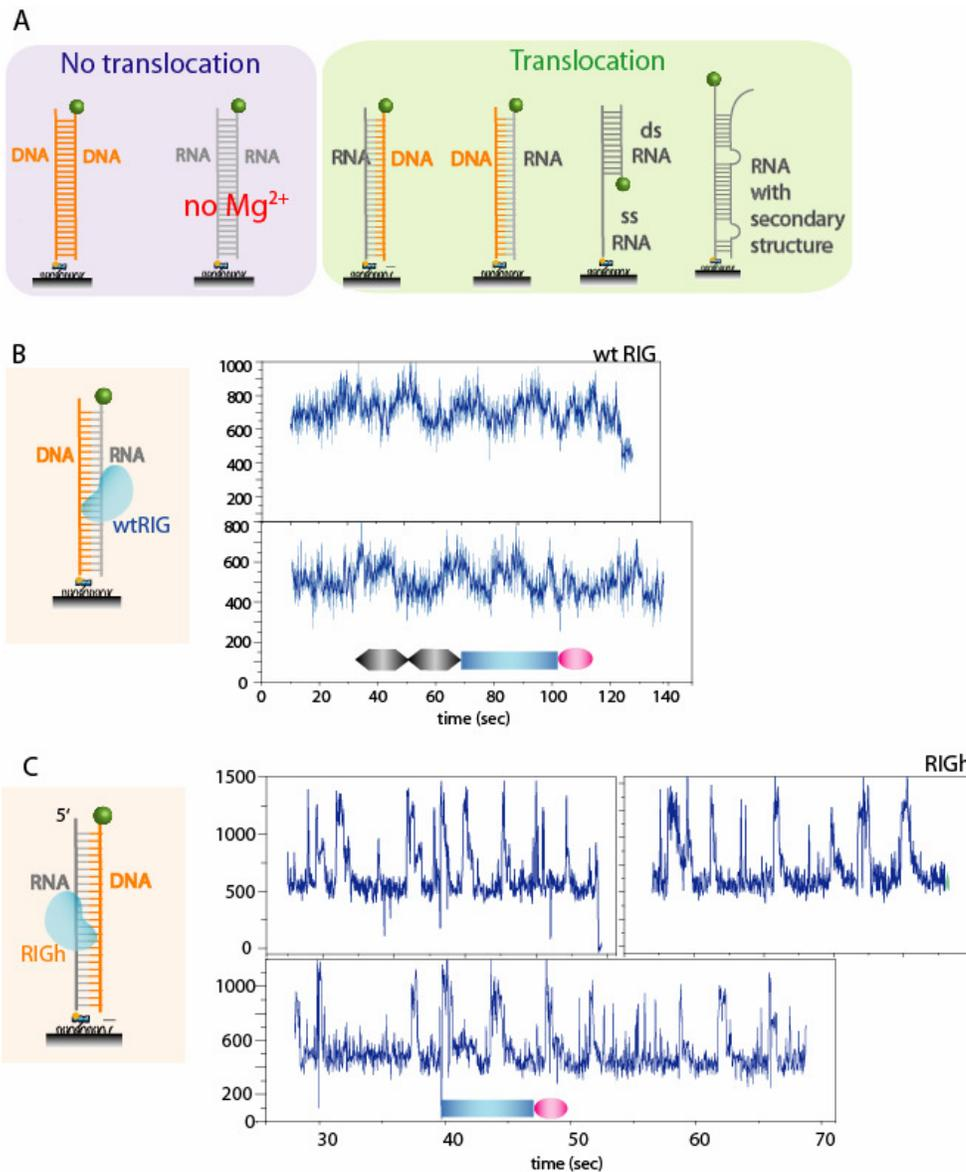 A
No translocation
Translocation
DNA DNA
RNA RNA
no Mg2+
RNA DNA
DNA RNA
ds
RNA
ss
RNA
RNA
with
secondary
structure
B
DNA RNA
wtRIG
wt RIG
1000
800
600
400
200
800
600
400
200
0
0 20 40 60 80 100 120 140
time (sec)
C
5'
RNA DNA
RIGh
RIGh
1500
1000
500
0
1000
600
200
0
30 40 50 60 70
time (sec)